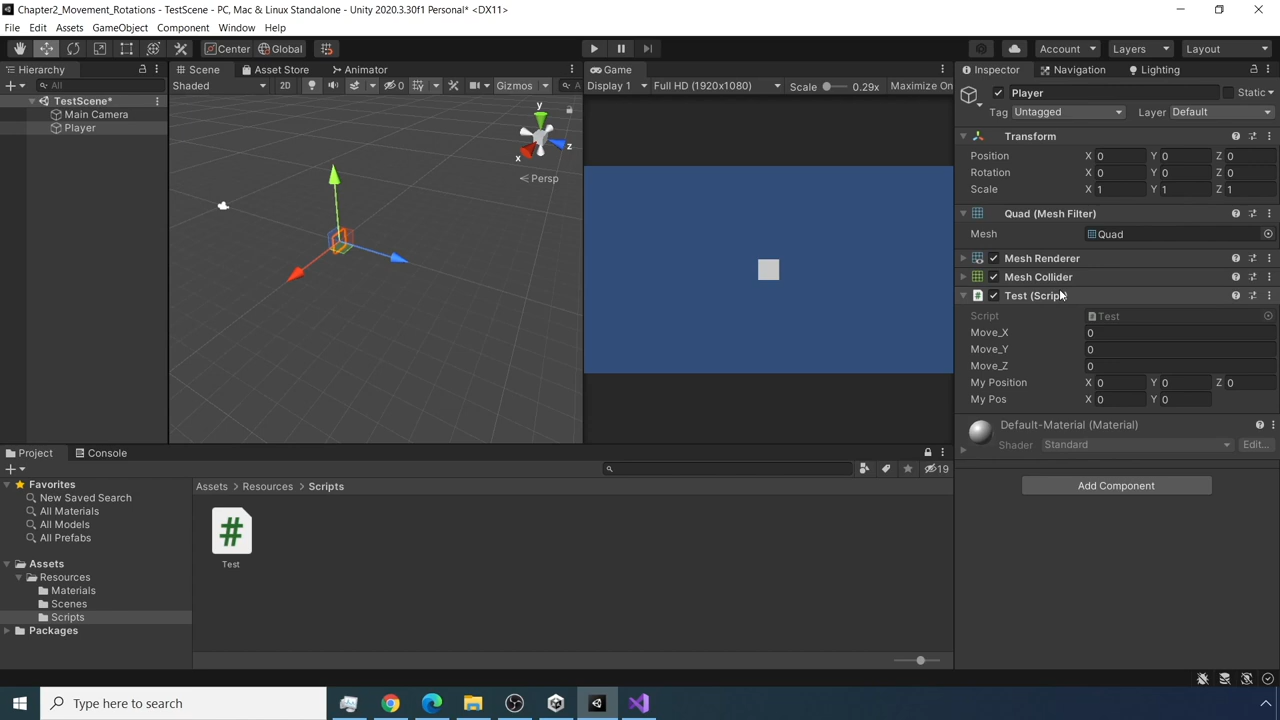 Chapter2_Movement_Rotations - TestScene - PC, Mac & Linux Standalone - Unity 2020.3.30f1 Personal* <DX11>
File Edit Assets GameObject Component Window Help
Center Global Account Layers Layout
Hierarchy
All
TestScene*
Main Camera
Player
Scene Asset Store Animator
Shaded 2D 0 Gizmos A
y
x z
Persp
Game
Display 1 Full HD (1920x1080) Scale 0.29x Maximize On
Inspector Navigation Lighting
Player Static
Tag Untagged Layer Default
Transform
Position X 0 Y 0 Z 0
Rotation X 0 Y 0 Z 0
Scale X 1 Y 1 Z 1
Quad (Mesh Filter)
Mesh Quad
Mesh Renderer
Mesh Collider
# Test (Script)
Script Test
Move_X 0
Move_Y 0
Move_Z 0
My Position X 0 Y 0 Z 0
My Pos X 0 Y 0
Default-Material (Material)
Shader Standard Edit...
Add Component
Project Console
19
Favorites
New Saved Search
All Materials
All Models
All Prefabs
Assets
Resources
Materials
Scenes
Scripts
Packages
Assets > Resources > Scripts
#
Test
Type here to search